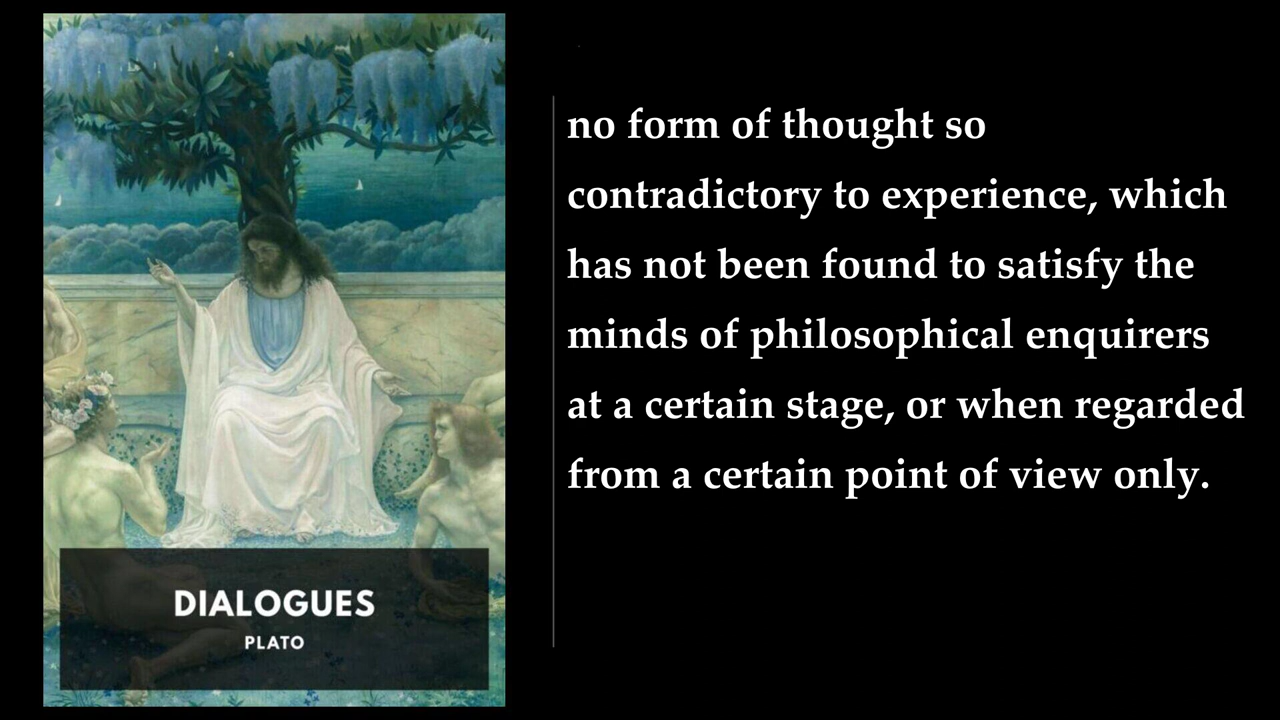 no form of thought so
contradictory to experience, which
has not been found to satisfy the
minds of philosophical enquirers
at a certain stage, or when regarded
from a certain point of view only.
DIALOGUES
PLATO